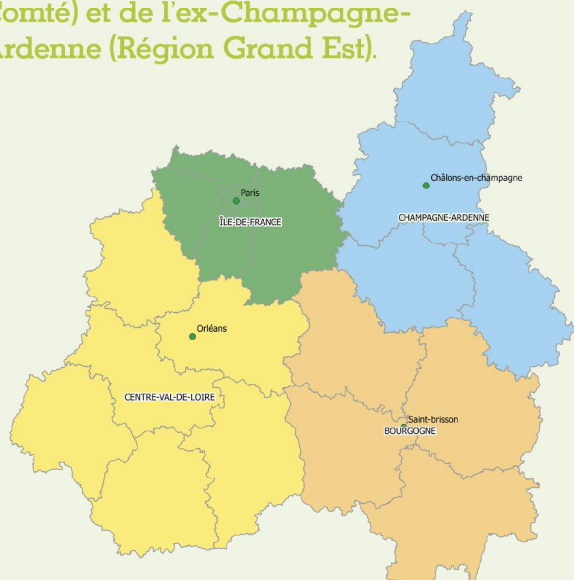 Comté) et de l'ex-Champagne-
Ardenne (Région Grand Est).
Châlons-en-champagne
Paris
CHAMPAGNE-ARDENNE
ÎLE-DE-FRANCE
Orléans
CENTRE-VAL-DE-LOIRE
Saint-brisson
BOURGOGNE